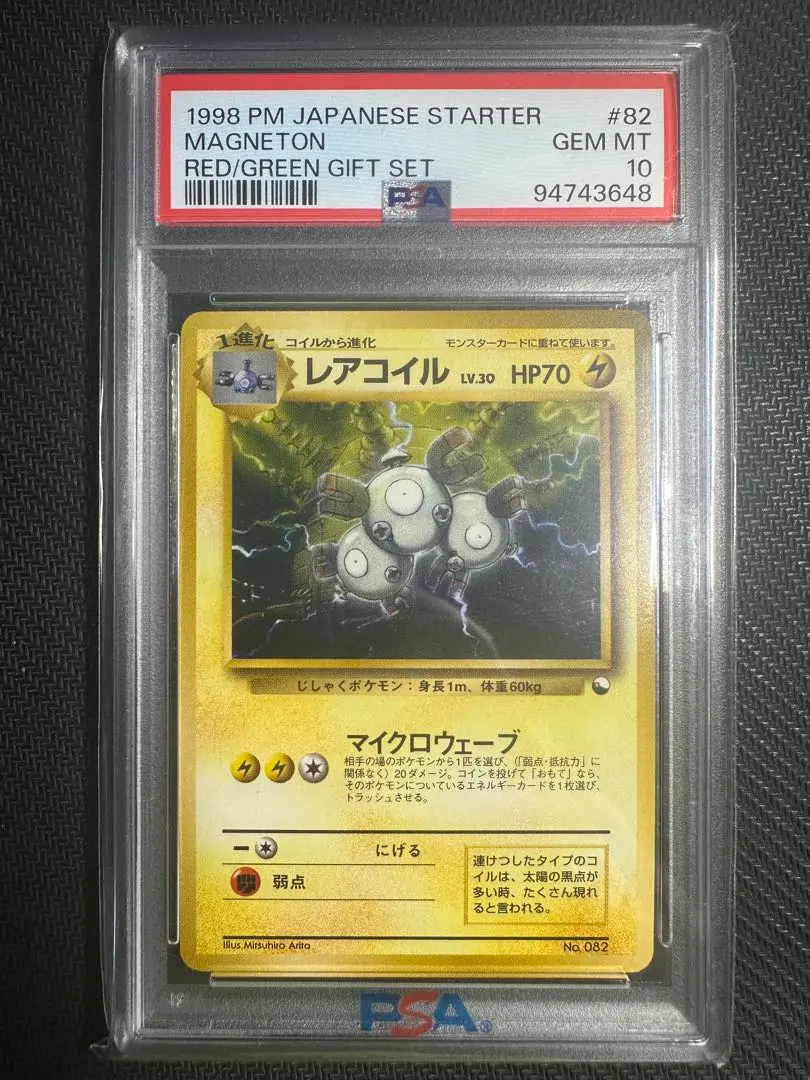 1998 PM JAPANESE STARTER #82
MAGNETON GEM MT
RED/GREEN GIFT SET 10
PSA 94743648
1進化 コイルから進化 モンスターカードに重ねて使います。
レアコイル LV.30 HP70
じしゃくポケモン:身長1m、体重60kg
マイクロウェーブ
相手の場のポケモンから1匹を選び、(「弱点・抵抗力」に
関係なく)20ダメージ。コインを投げて「おもて」なら、
そのポケモンについているエネルギーカードを1枚選び、
トラッシュさせる。
ー にげる
弱点
連けつしたタイプのコ
イルは、太陽の黒点が
多い時、たくさん現れ
ると言われる。
Illus. Mitsuhiro Arita No. 082
PSA®